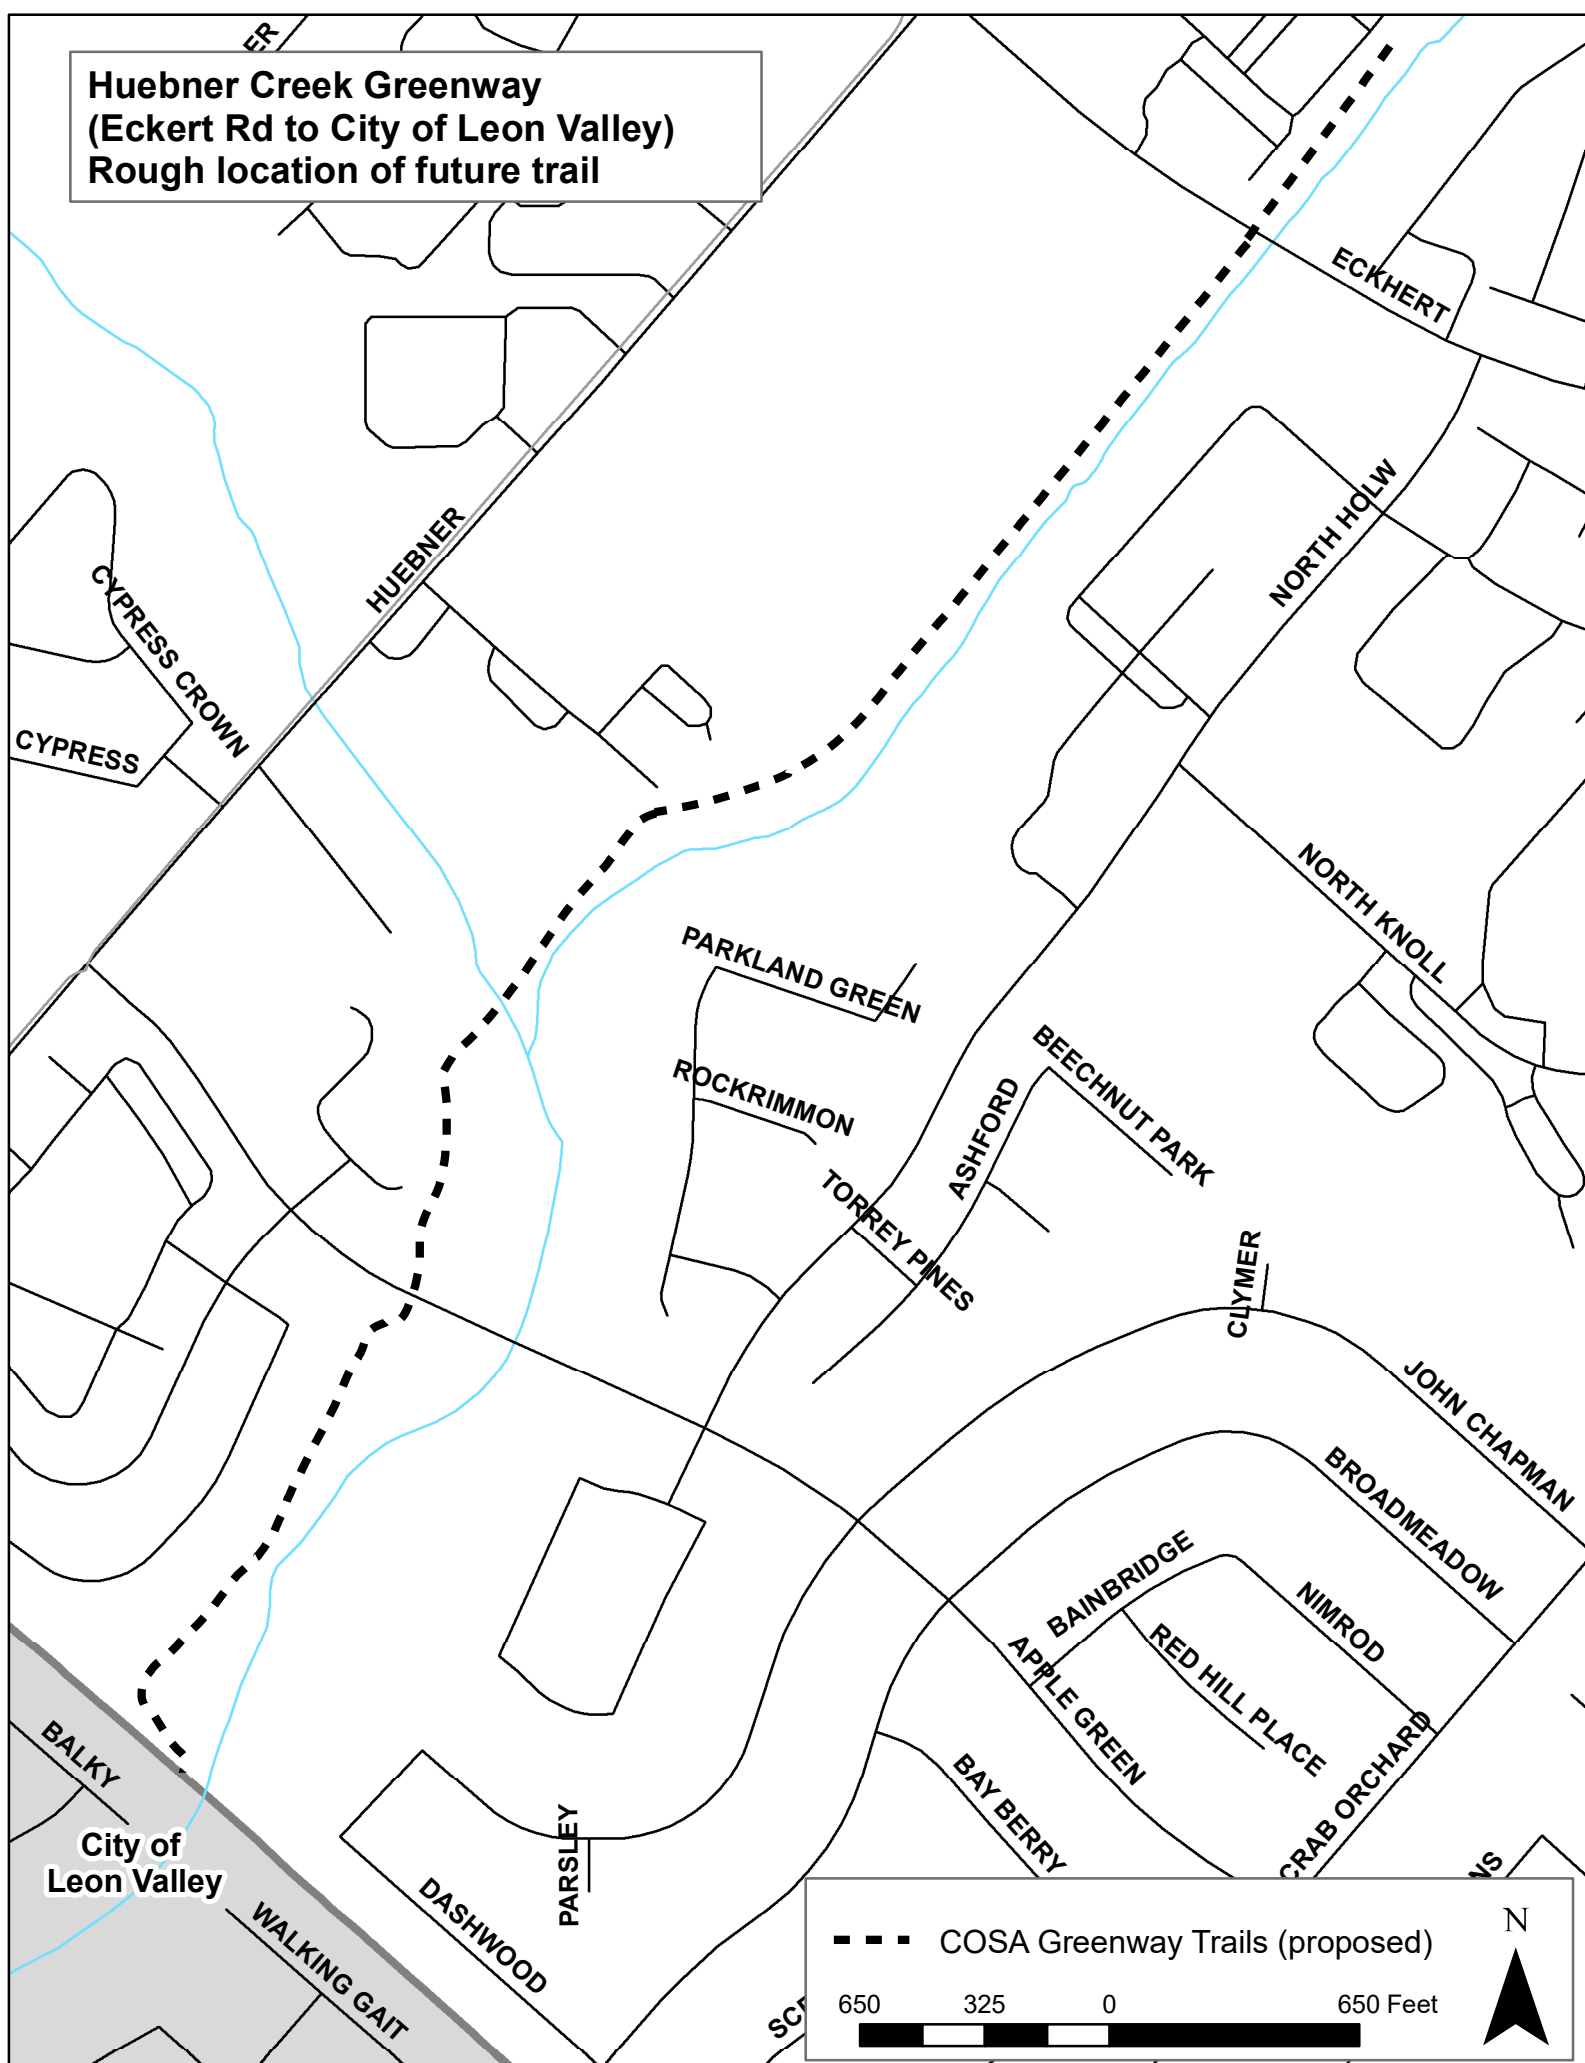 ER
Huebner Creek Greenway
(Eckert Rd to City of Leon Valley)
Rough location of future trail
ECKHERT
NORTH HOLW
HUEBNER
CYPRESS CROWN
CYPRESS
NORTH KNOLL
PARKLAND GREEN
BEECHNUT PARK
ROCKRIMMON
ASHFORD
TORREY PINES
CLYMER
JOHN CHAPMAN
BROADMEADOW
BAINBRIDGE
NIMROD
RED HILL PLACE
APPLE GREEN
CRAB ORCHARD
BALKY
BAY BERRY
PARSLEY
City of
Leon Valley
DASHWOOD
WALKING GAIT
NS
SCE
COSA Greenway Trails (proposed)
N
650 325 0 650 Feet